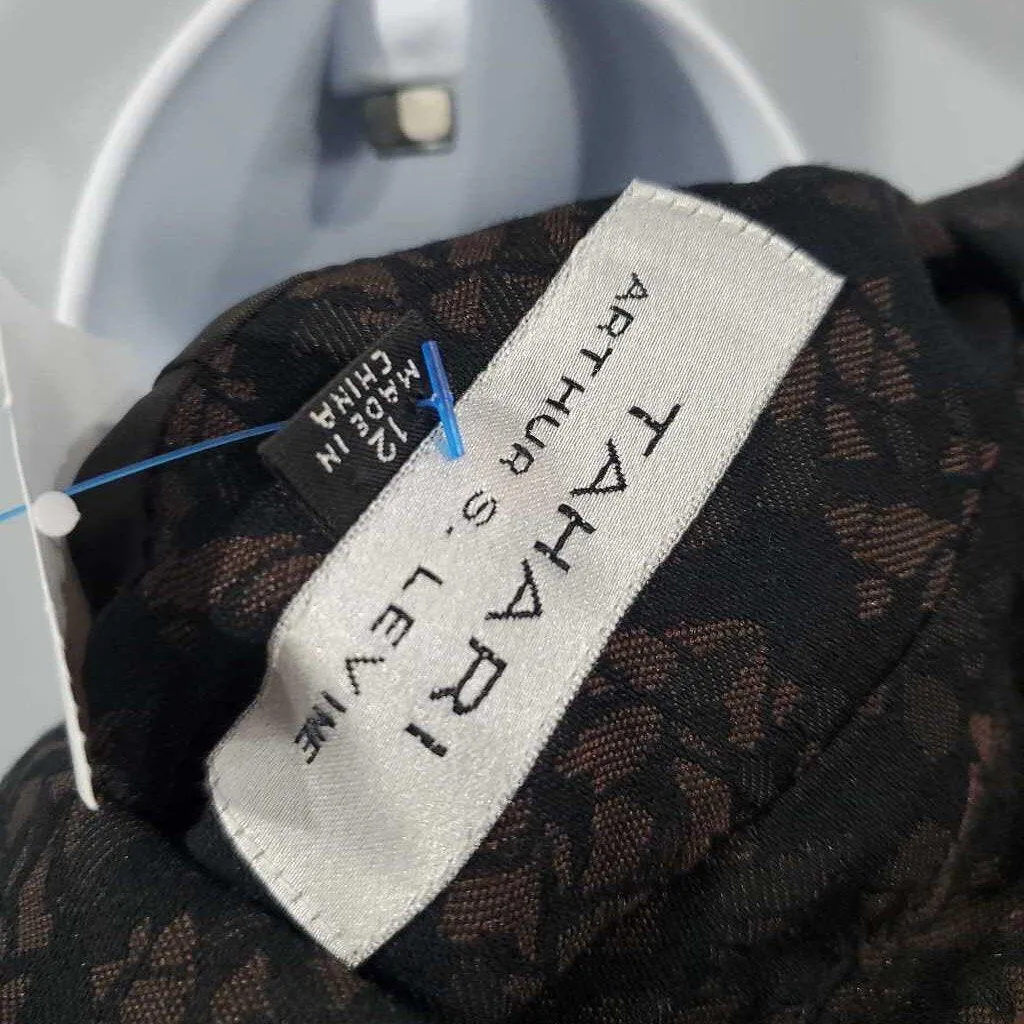 TAHARI
ARTHUR S. LEVINE
12
MADE IN
CHINA